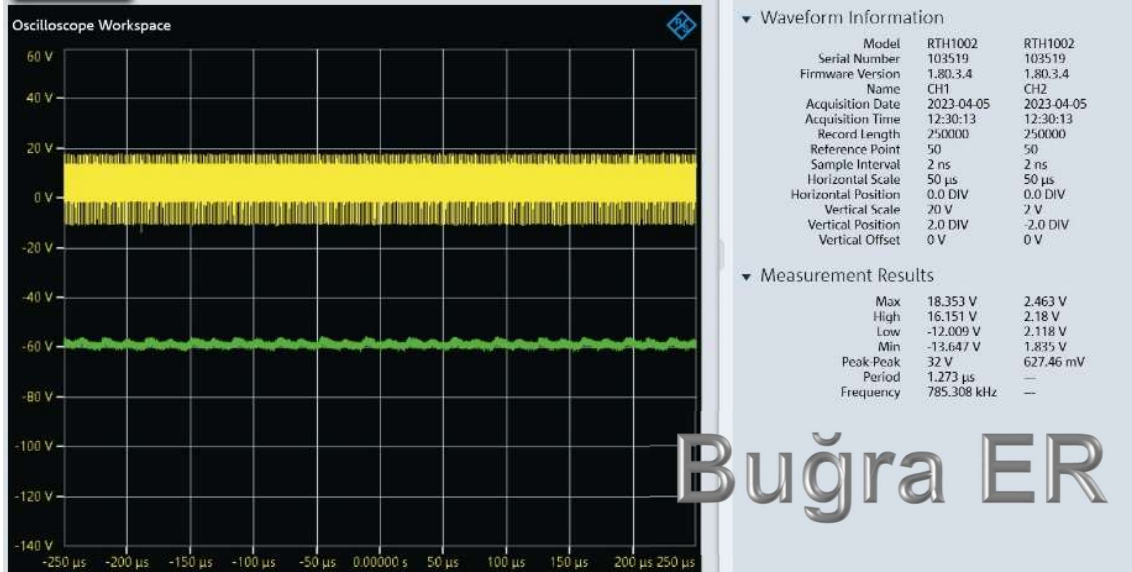 Oscilloscope Workspace
60 V
40 V
20 V
0 V
-20 V
-40 V
-60 V
-80 V
-100 V
-120 V
-140 V
-250 µs -200 µs -150 µs -100 µs -50 µs 0.00000 s 50 µs 100 µs 150 µs 200 µs 250 µs
Waveform Information
Model RTH1002 RTH1002
Serial Number 103519 103519
Firmware Version 1.80.3.4 1.80.3.4
Name CH1 CH2
Acquisition Date 2023-04-05 2023-04-05
Acquisition Time 12:30:13 12:30:13
Record Length 250000 250000
Reference Point 50 50
Sample Interval 2 ns 2 ns
Horizontal Scale 50 µs 50 µs
Horizontal Position 0.0 DIV 0.0 DIV
Vertical Scale 20 V 2 V
Vertical Position 2.0 DIV -2.0 DIV
Vertical Offset 0 V 0 V
Measurement Results
Max 18.353 V 2.463 V
High 16.151 V 2.18 V
Low -12.009 V 2.118 V
Min -13.647 V 1.835 V
Peak-Peak 32 V 627.46 mV
Period 1.273 µs —
Frequency 785.308 kHz —
Buğra ER